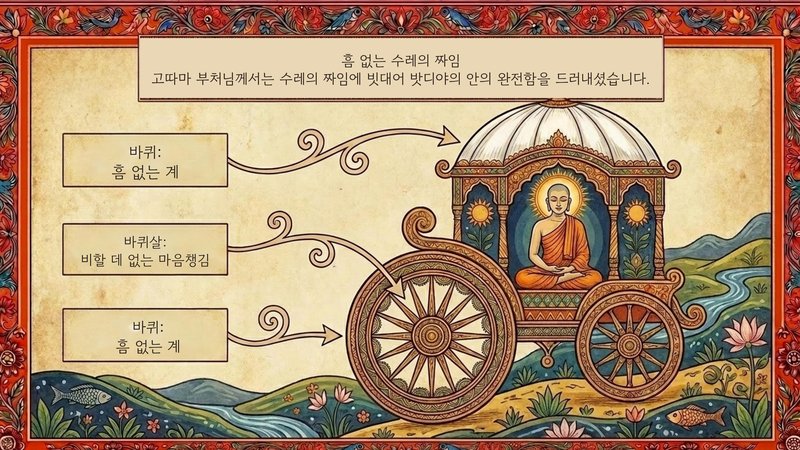 흠 없는 수레의 짜임
고따마 부처님께서는 수레의 짜임에 빗대어 밧디야의 안의 완전함을 드러내셨습니다.
바퀴:
흠 없는 계
바퀴살:
비할 데 없는 마음챙김
바퀴:
흠 없는 계